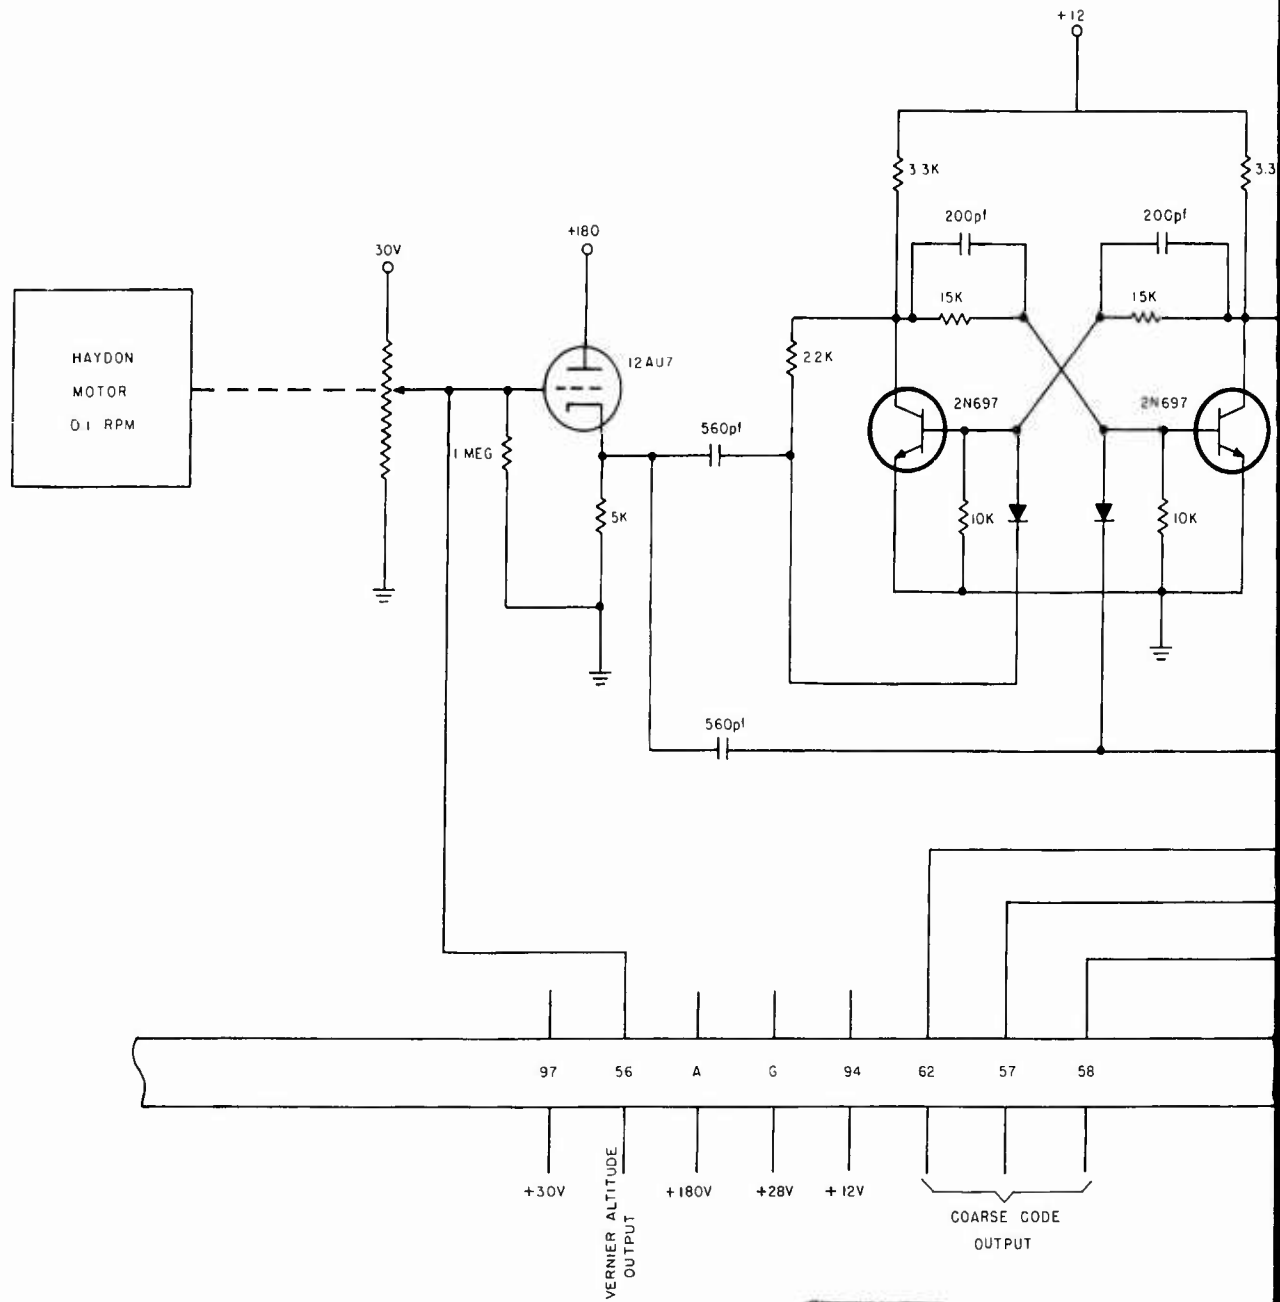 +12
3.3K
3.3
200pf
200pf
+180
30V
15K
15K
HAYDON
MOTOR
0.1 RPM
12AU7
22K
2N697
2N697
560pf
1 MEG
5K
10K
10K
560pf
97
56
A
G
94
62
57
58
+30V
VERNIER ALTITUDE
OUTPUT
+180V
+28V
+12V
COARSE CODE
OUTPUT